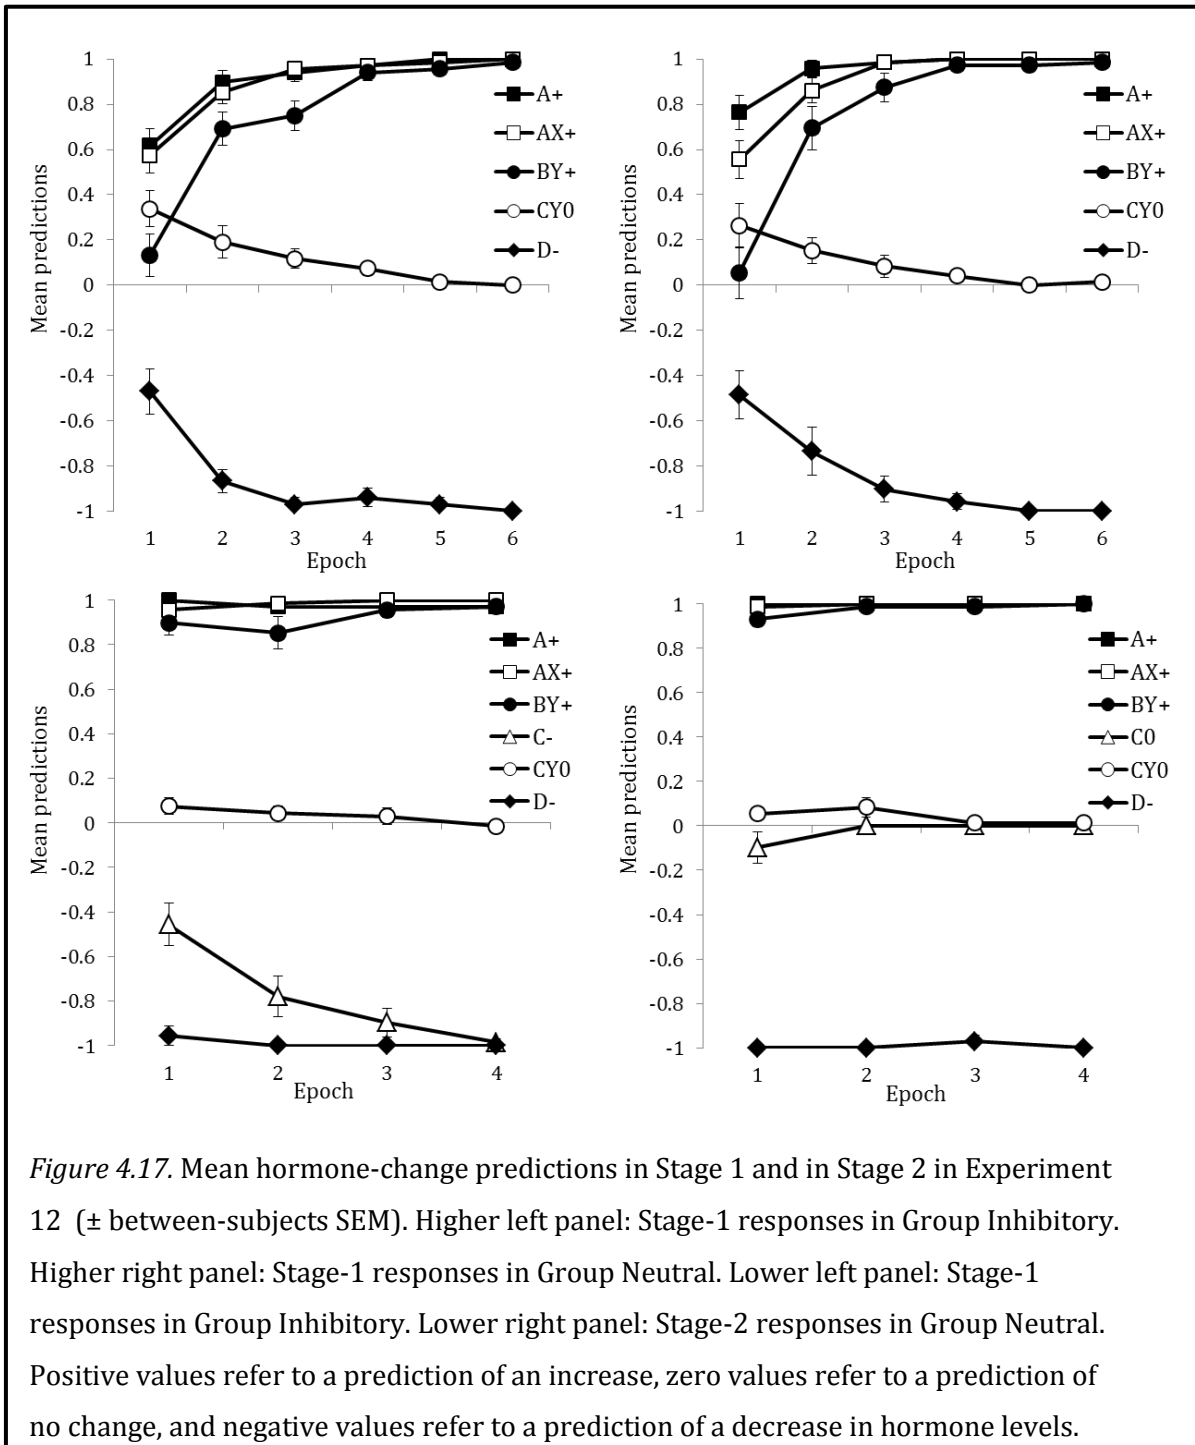 Mean predictions
1
0.8
0.6
0.4
0.2
0
-0.2
-0.4
-0.6
-0.8
-1
1 2 3 4 5 6
Epoch
A+
AX+
BY+
CY0
D-
Mean predictions
1
0.8
0.6
0.4
0.2
0
-0.2
-0.4
-0.6
-0.8
-1
1 2 3 4 5 6
Epoch
A+
AX+
BY+
CY0
D-
Mean predictions
1
0.8
0.6
0.4
0.2
0
-0.2
-0.4
-0.6
-0.8
-1
1 2 3 4
Epoch
A+
AX+
BY+
C-
CY0
D-
Mean predictions
1
0.8
0.6
0.4
0.2
0
-0.2
-0.4
-0.6
-0.8
-1
1 2 3 4
Epoch
A+
AX+
BY+
C0
CY0
D-
Figure 4.17. Mean hormone-change predictions in Stage 1 and in Stage 2 in Experiment
12 (± between-subjects SEM). Higher left panel: Stage-1 responses in Group Inhibitory.
Higher right panel: Stage-1 responses in Group Neutral. Lower left panel: Stage-1
responses in Group Inhibitory. Lower right panel: Stage-2 responses in Group Neutral.
Positive values refer to a prediction of an increase, zero values refer to a prediction of
no change, and negative values refer to a prediction of a decrease in hormone levels.